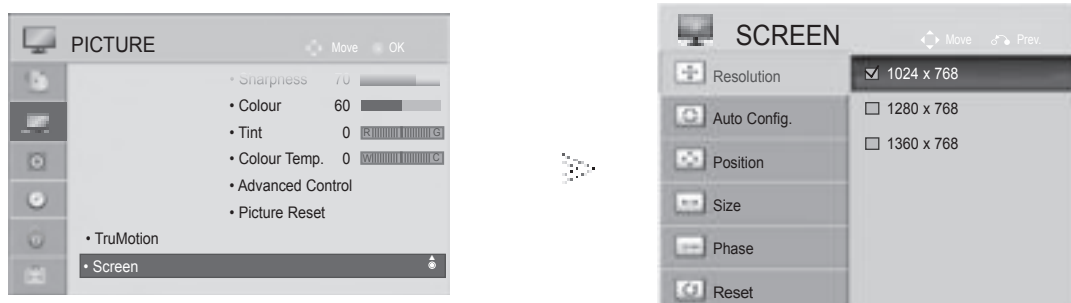 PICTURE
Move OK
• Sharpness 70
• Colour 60
• Tint 0 R G
• Colour Temp. 0 W C
• Advanced Control
• Picture Reset
• TruMotion
• Screen
SCREEN
Move Prev.
Resolution
Auto Config.
Position
Size
Phase
Reset
1024 x 768
1280 x 768
1360 x 768